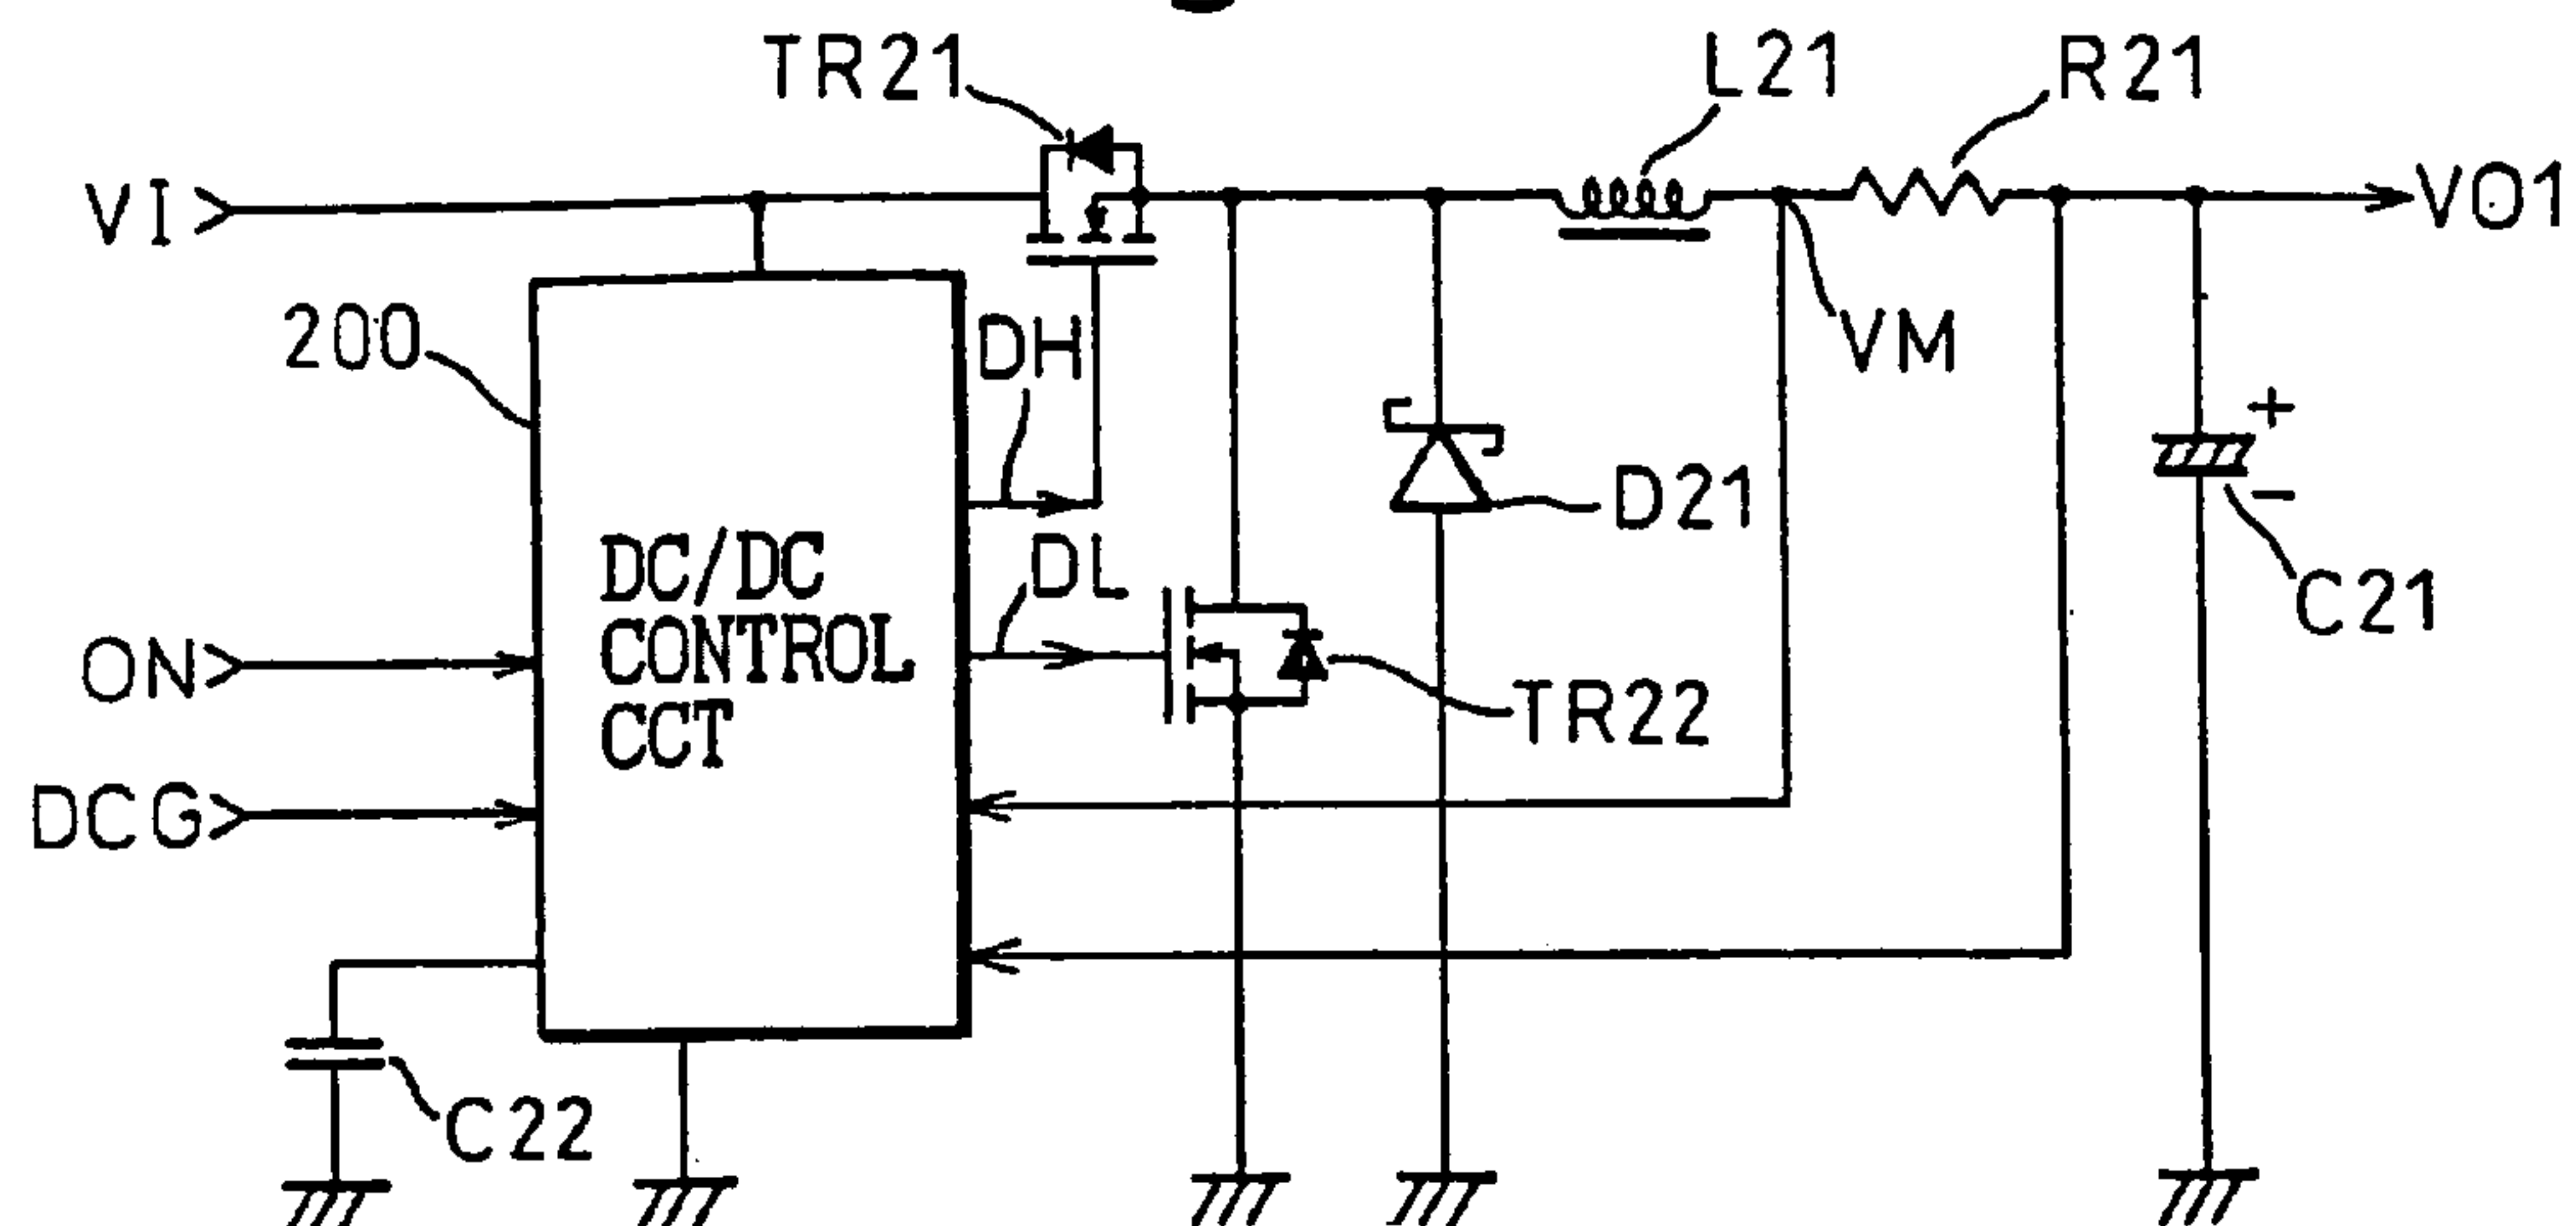 TR21
L21
R21
VI
VO1
200
DH
VM
+
D21
−
DL
C21
DC/DC
CONTROL
CCT
ON
TR22
DCG
C22